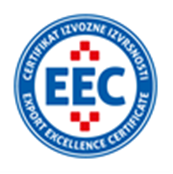 CERTIFIKAT IZVOZNE IZVRSNOSTI
EEC
EXPORT EXCELLENCE CERTIFICATE